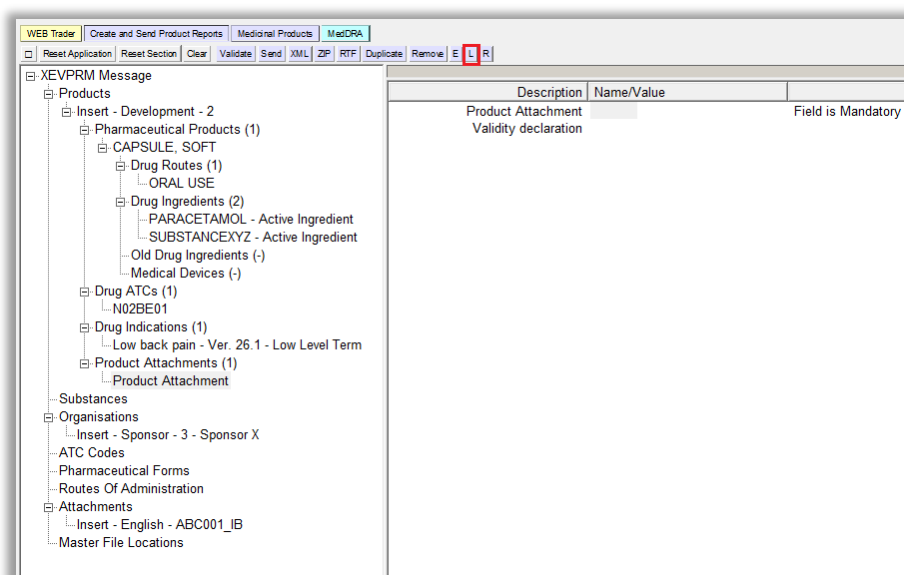 WEB Trader Create and Send Product Reports Medicinal Products MedDRA
Reset Application Reset Section Clear Validate Send XML ZIP RTF Duplicate Remove E L R
XEVPRM Message
Products
Insert - Development - 2
Pharmaceutical Products (1)
CAPSULE, SOFT
Drug Routes (1)
ORAL USE
Drug Ingredients (2)
PARACETAMOL - Active Ingredient
SUBSTANCEXYZ - Active Ingredient
Old Drug Ingredients (-)
Medical Devices (-)
Drug ATCs (1)
N02BE01
Drug Indications (1)
Low back pain - Ver. 26.1 - Low Level Term
Product Attachments (1)
Product Attachment
Substances
Organisations
Insert - Sponsor - 3 - Sponsor X
ATC Codes
Pharmaceutical Forms
Routes Of Administration
Attachments
Insert - English - ABC001_IB
Master File Locations
Description Name/Value
Product Attachment Field is Mandatory
Validity declaration